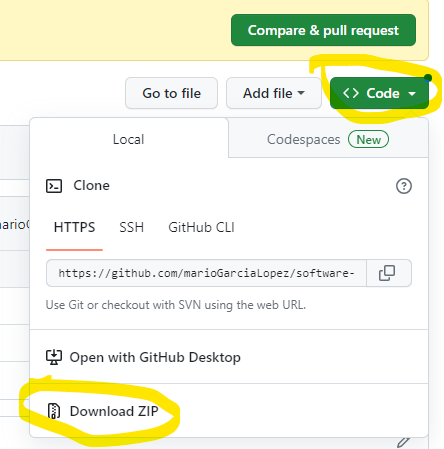 Compare & pull request
Go to file
Add file
<> Code
Local
Codespaces New
Clone
HTTPS SSH GitHub CLI
https://github.com/marioGarciaLopez/software-
Use Git or checkout with SVN using the web URL.
Open with GitHub Desktop
Download ZIP